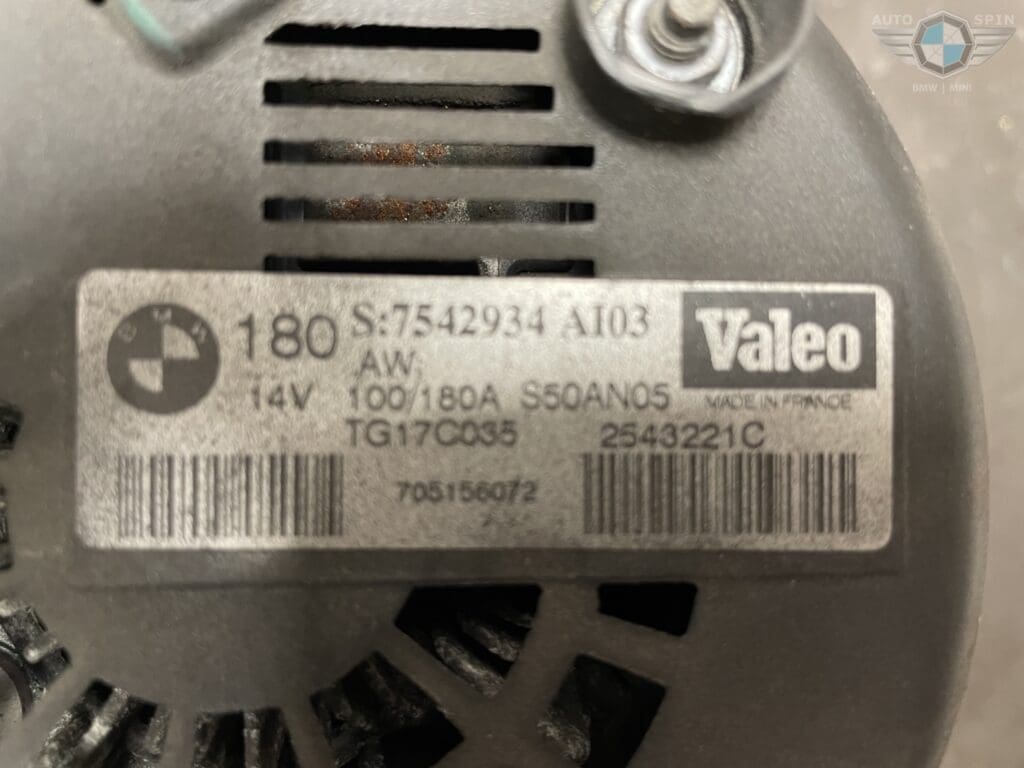 AUTO SPIN
BMW | MINI
BMW
180 S:7542934 AI03
AW:
Valeo
14V 100/180A S50AN05
MADE IN FRANCE
TG17C035 2543221C
705156072